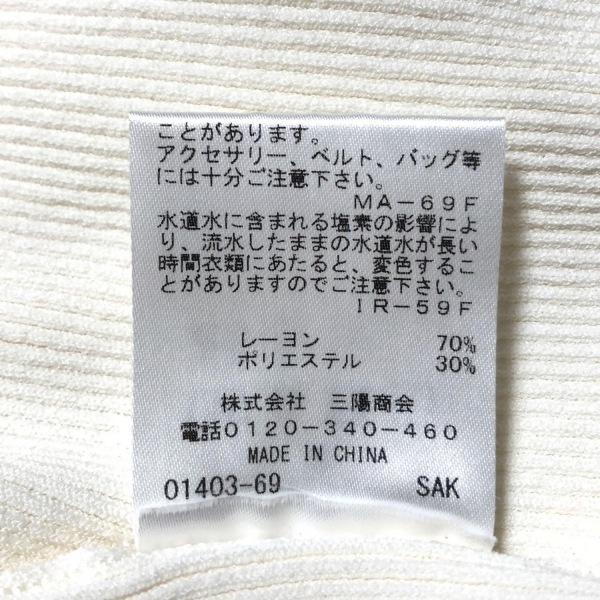 ことがあります。
アクセサリー、ベルト、バッグ等
には十分ご注意下さい。
MA－69F
水道水に含まれる塩素の影響によ
り、流水したままの水道水が長い
時間衣類にあたると、変色するこ
とがありますのでご注意下さい。
IR－59F
レーヨン 70%
ポリエステル 30%
株式会社 三陽商会
電話0120-340-460
MADE IN CHINA
01403-69 SAK